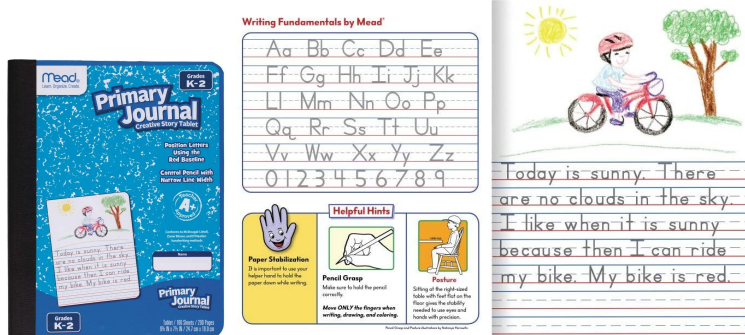 Mead
Learn. Organize. Create.
Grades
K-2
Primary
Journal
Creative Story Tablet
Position Letters
Using the
Red Baseline
Control Pencil with
Narrow Line Width
A+
Approved
Today is sunny. There
are no clouds in the sky.
I like when it is sunny
because then I can ride
my bike. My bike is red.
Name
Primary
Journal
Creative Story Tablet
Grades
K-2
Tablet / 100 Sheets / 200 Pages
Writing Fundamentals by Mead®
Aa Bb Cc Dd Ee
Ff Gg Hh Ii Jj Kk
Ll Mm Nn Oo Pp
Qq Rr Ss Tt Uu
Vv Ww Xx Yy Zz
0 1 2 3 4 5 6 7 8 9
Helpful Hints
Paper Stabilization
It is important to use your
helper hand to hold the
paper down while writing.
Pencil Grasp
Make sure to hold the pencil
correctly.
Move ONLY the fingers when
writing, drawing, and coloring.
Posture
Sitting at the right-sized
table with feet flat on the
floor gives the stability
needed to use eyes and
hands with precision.
Today is sunny. There
are no clouds in the sky.
I like when it is sunny
because then I can ride
my bike. My bike is red.